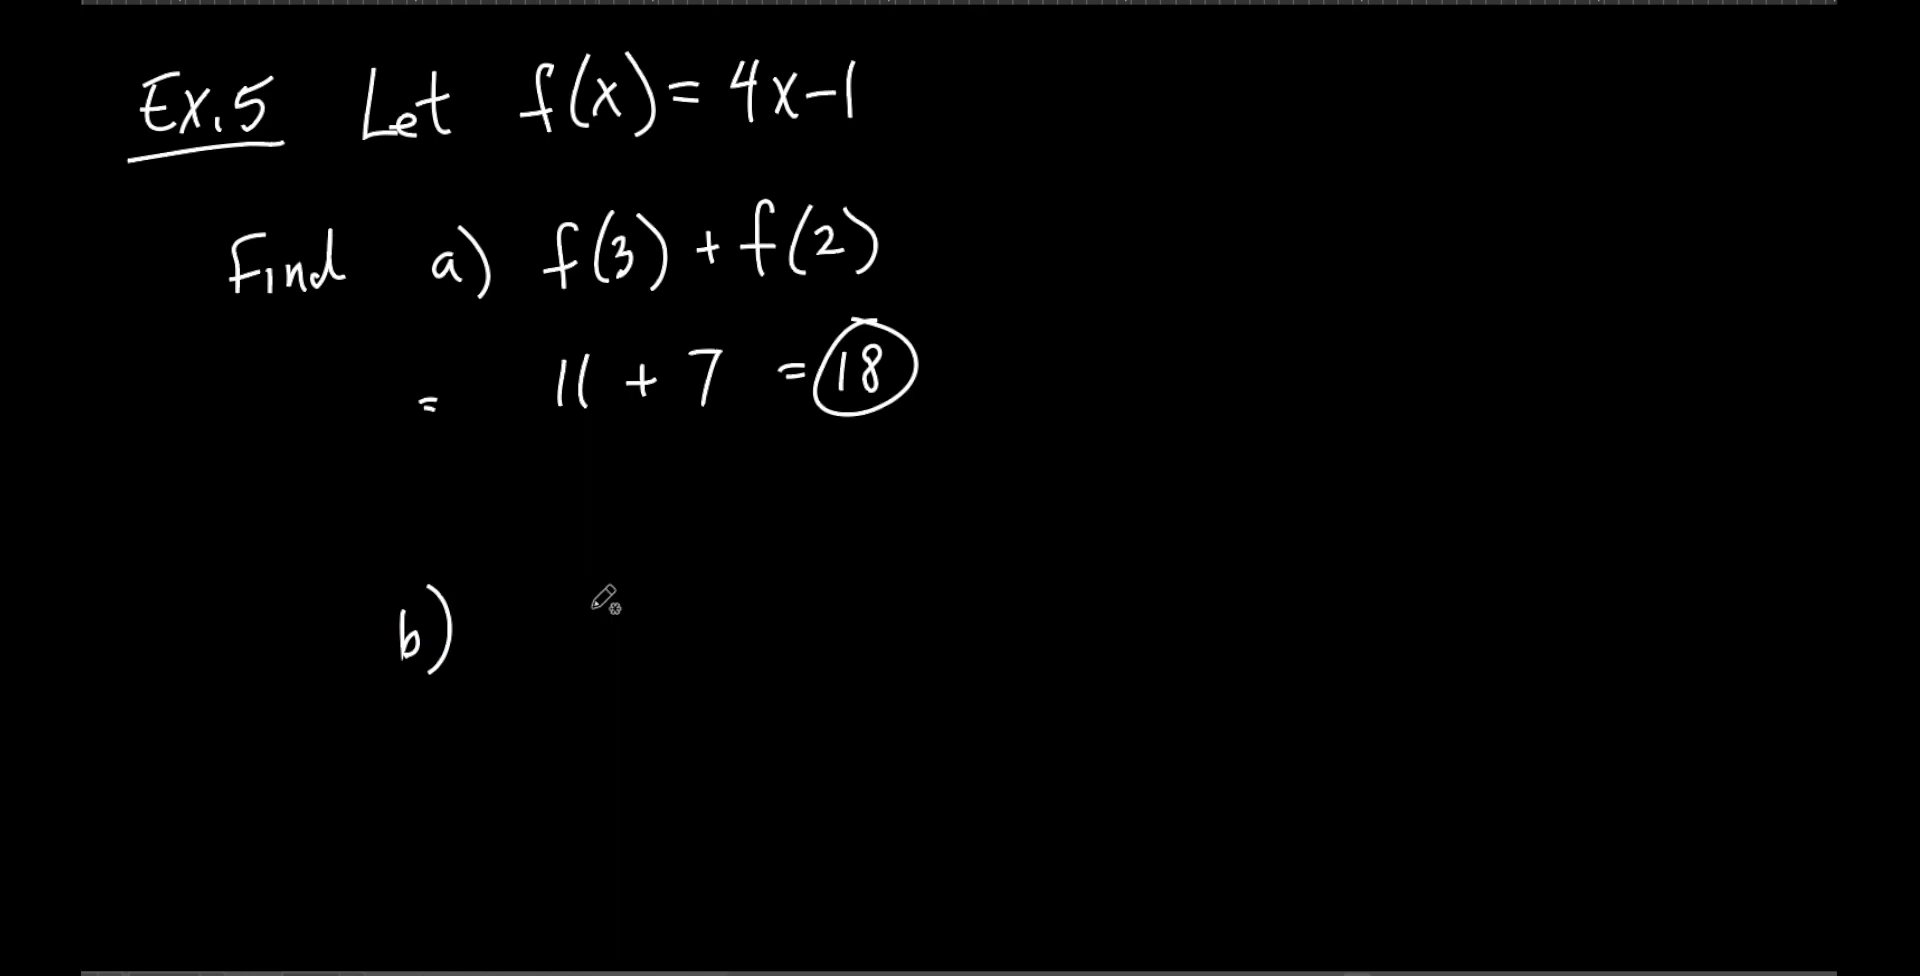 Ex.5 Let f(x) = 4x-1
Find a) f(3) + f(2)
= 11 + 7 = 18
b)